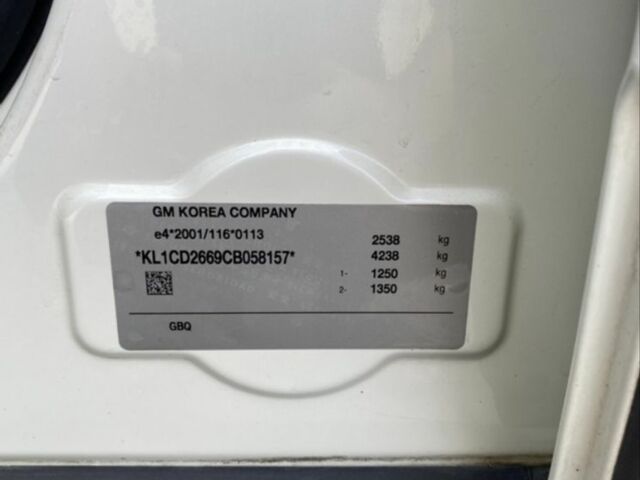 GM KOREA COMPANY
e4*2001/116*0113
2538 kg
*KL1CD2669CB058157*
4238 kg
1- 1250 kg
2- 1350 kg
GBQ